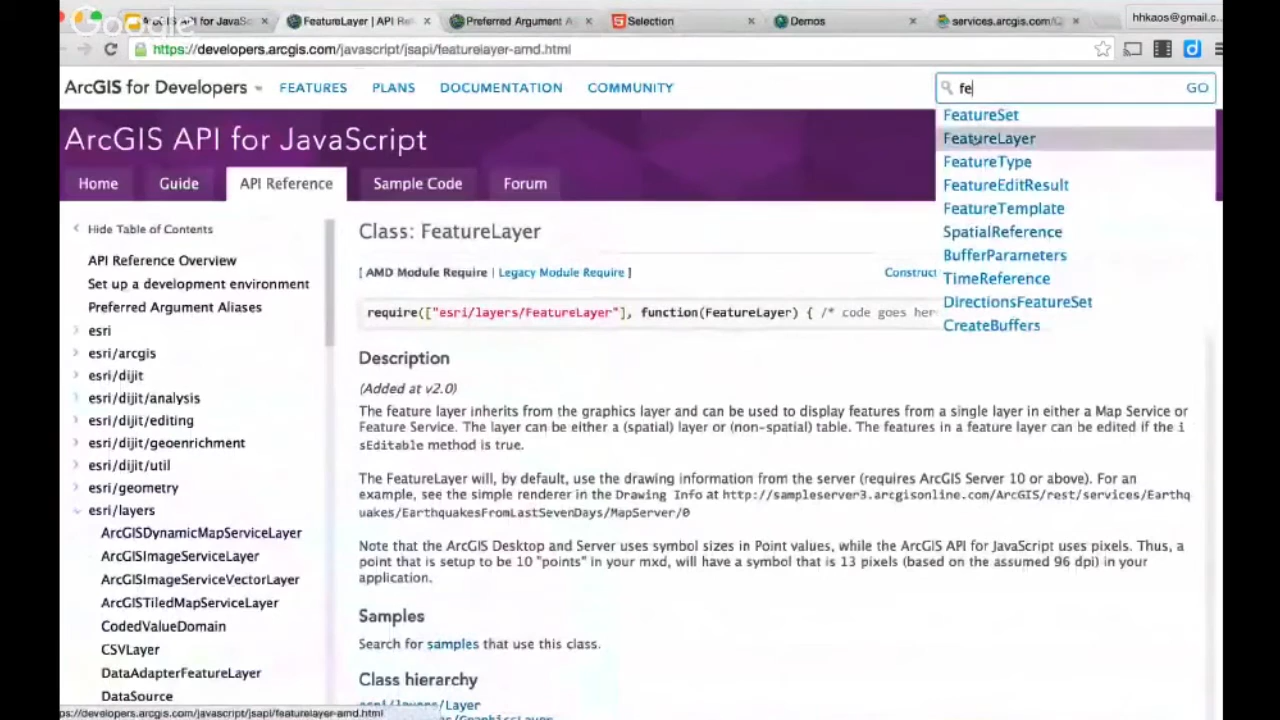 Google
API for JavaSc
FeatureLayer | API Re
Preferred Argument A
Selection
Demos
services.arcgis.com/
hhkaos@gmail.c...
https://developers.arcgis.com/javascript/jsapi/featurelayer-amd.html
ArcGIS for Developers
FEATURES
PLANS
DOCUMENTATION
COMMUNITY
fe
GO
FeatureSet
FeatureLayer
FeatureType
FeatureEditResult
FeatureTemplate
SpatialReference
BufferParameters
TimeReference
DirectionsFeatureSet
CreateBuffers
ArcGIS API for JavaScript
Home
Guide
API Reference
Sample Code
Forum
Hide Table of Contents
API Reference Overview
Set up a development environment
Preferred Argument Aliases
esri
esri/arcgis
esri/dijit
esri/dijit/analysis
esri/dijit/editing
esri/dijit/geoenrichment
esri/dijit/util
esri/geometry
esri/layers
ArcGISDynamicMapServiceLayer
ArcGISImageServiceLayer
ArcGISImageServiceVectorLayer
ArcGISTiledMapServiceLayer
CodedValueDomain
CSVLayer
DataAdapterFeatureLayer
DataSource
Class: FeatureLayer
[ AMD Module Require | Legacy Module Require ]
Construct
require(["esri/layers/FeatureLayer"], function(FeatureLayer) { /* code goes her
Description
(Added at v2.0)
The feature layer inherits from the graphics layer and can be used to display features from a single layer in either a Map Service or
Feature Service. The layer can be either a (spatial) layer or (non-spatial) table. The features in a feature layer can be edited if the i
sEditable method is true.
The FeatureLayer will, by default, use the drawing information from the server (requires ArcGIS Server 10 or above). For an
example, see the simple renderer in the Drawing Info at http://sampleserver3.arcgisonline.com/ArcGIS/rest/services/Earthq
uakes/EarthquakesFromLastSevenDays/MapServer/0
Note that the ArcGIS Desktop and Server uses symbol sizes in Point values, while the ArcGIS API for JavaScript uses pixels. Thus, a
point that is setup to be 10 "points" in your mxd, will have a symbol that is 13 pixels (based on the assumed 96 dpi) in your
application.
Samples
Search for samples that use this class.
Class hierarchy
esri/layers/Layer
ps://developers.arcgis.com/javascript/jsapi/featurelayer-amd.html